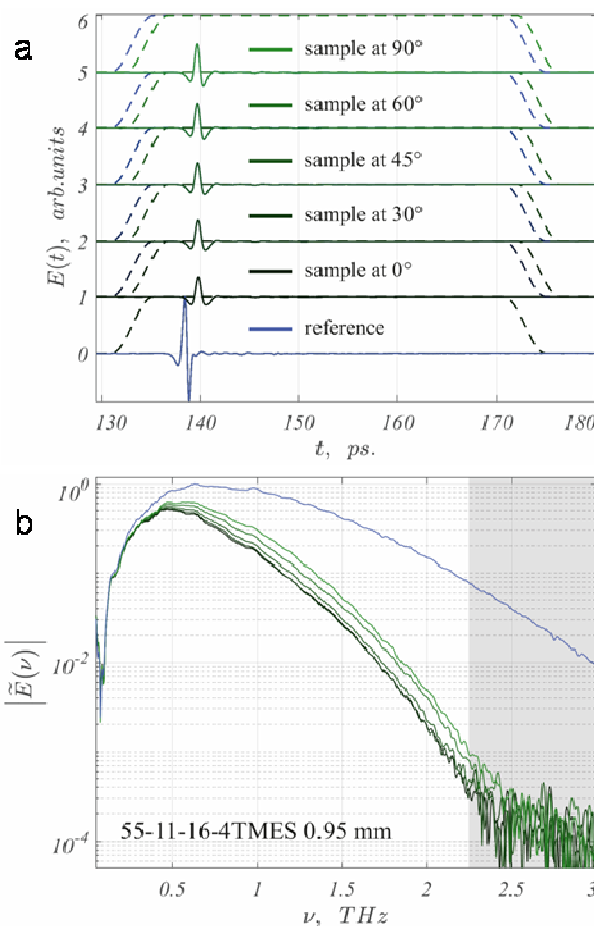 a
6
5
4
3
2
1
0
E(t), arb.units
sample at 90°
sample at 60°
sample at 45°
sample at 30°
sample at 0°
reference
130 140 150 160 170 180
t, ps.
b
10^0
10^-2
10^-4
|Ẽ(ν)|
55-11-16-4TMES 0.95 mm
0.5 1 1.5 2 2.5 3
ν, THz